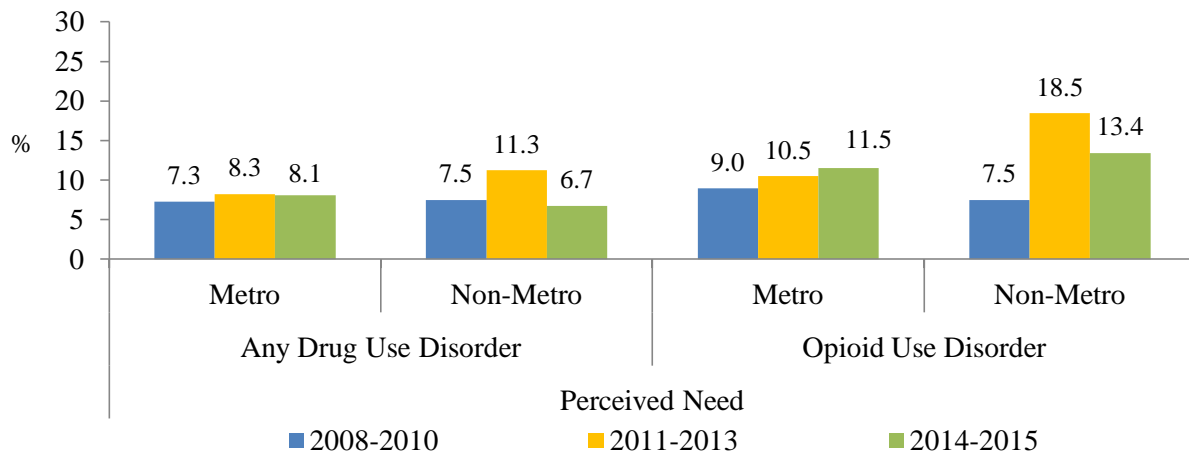 30
25
20
15
10
5
0
%
7.3 8.3 8.1 7.5 11.3 6.7 9.0 10.5 11.5 7.5 18.5 13.4
Metro Non-Metro Metro Non-Metro
Any Drug Use Disorder Opioid Use Disorder
Perceived Need
2008-2010 2011-2013 2014-2015